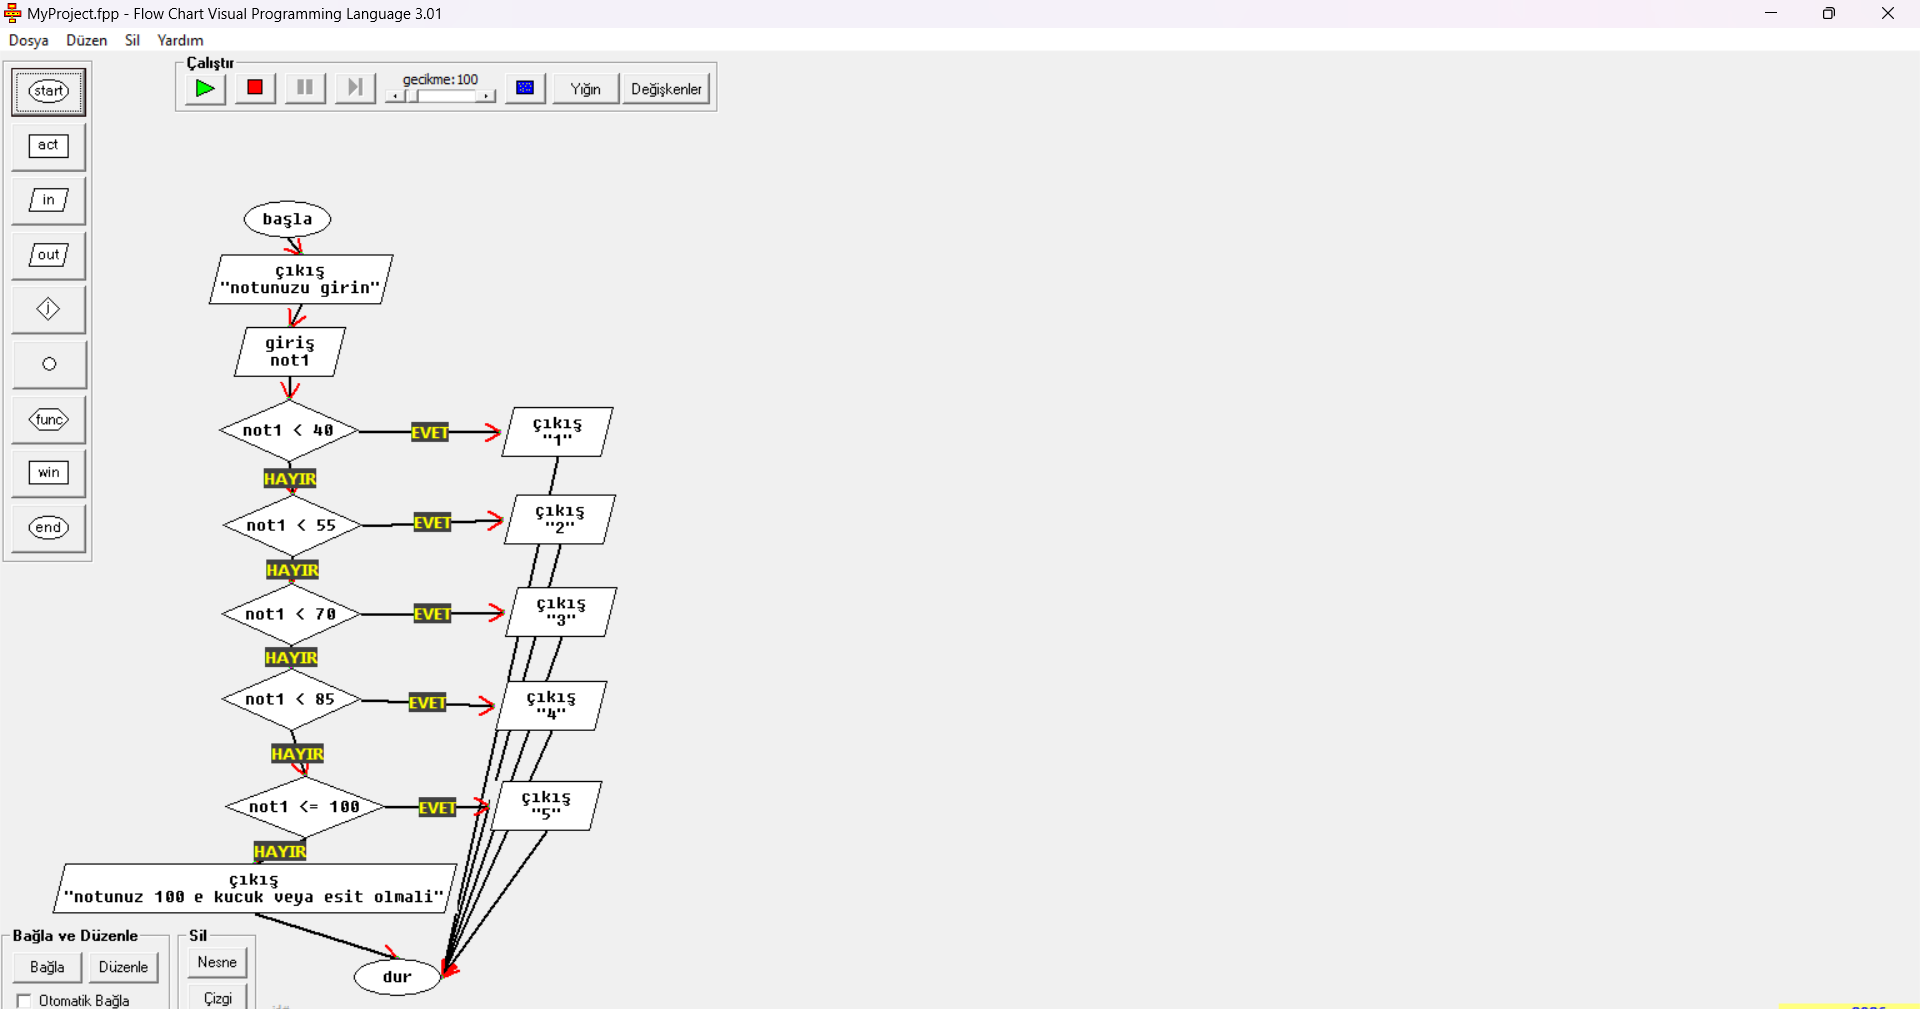 MyProject.fpp - Flow Chart Visual Programming Language 3.01
Dosya Düzen Sil Yardım
Çalıştır
gecikme:100
Yığın
Değişkenler
start
act
in
out
j
func
win
end
başla
çıkış
"notunuzu girin"
giriş
not1
not1 < 40
EVET
çıkış
"1"
HAYIR
not1 < 55
EVET
çıkış
"2"
HAYIR
not1 < 70
EVET
çıkış
"3"
HAYIR
not1 < 85
EVET
çıkış
"4"
HAYIR
not1 <= 100
EVET
çıkış
"5"
HAYIR
çıkış
"notunuz 100 e kucuk veya esit olmali"
dur
Bağla ve Düzenle
Bağla
Düzenle
Otomatik Bağla
Sil
Nesne
Çizgi